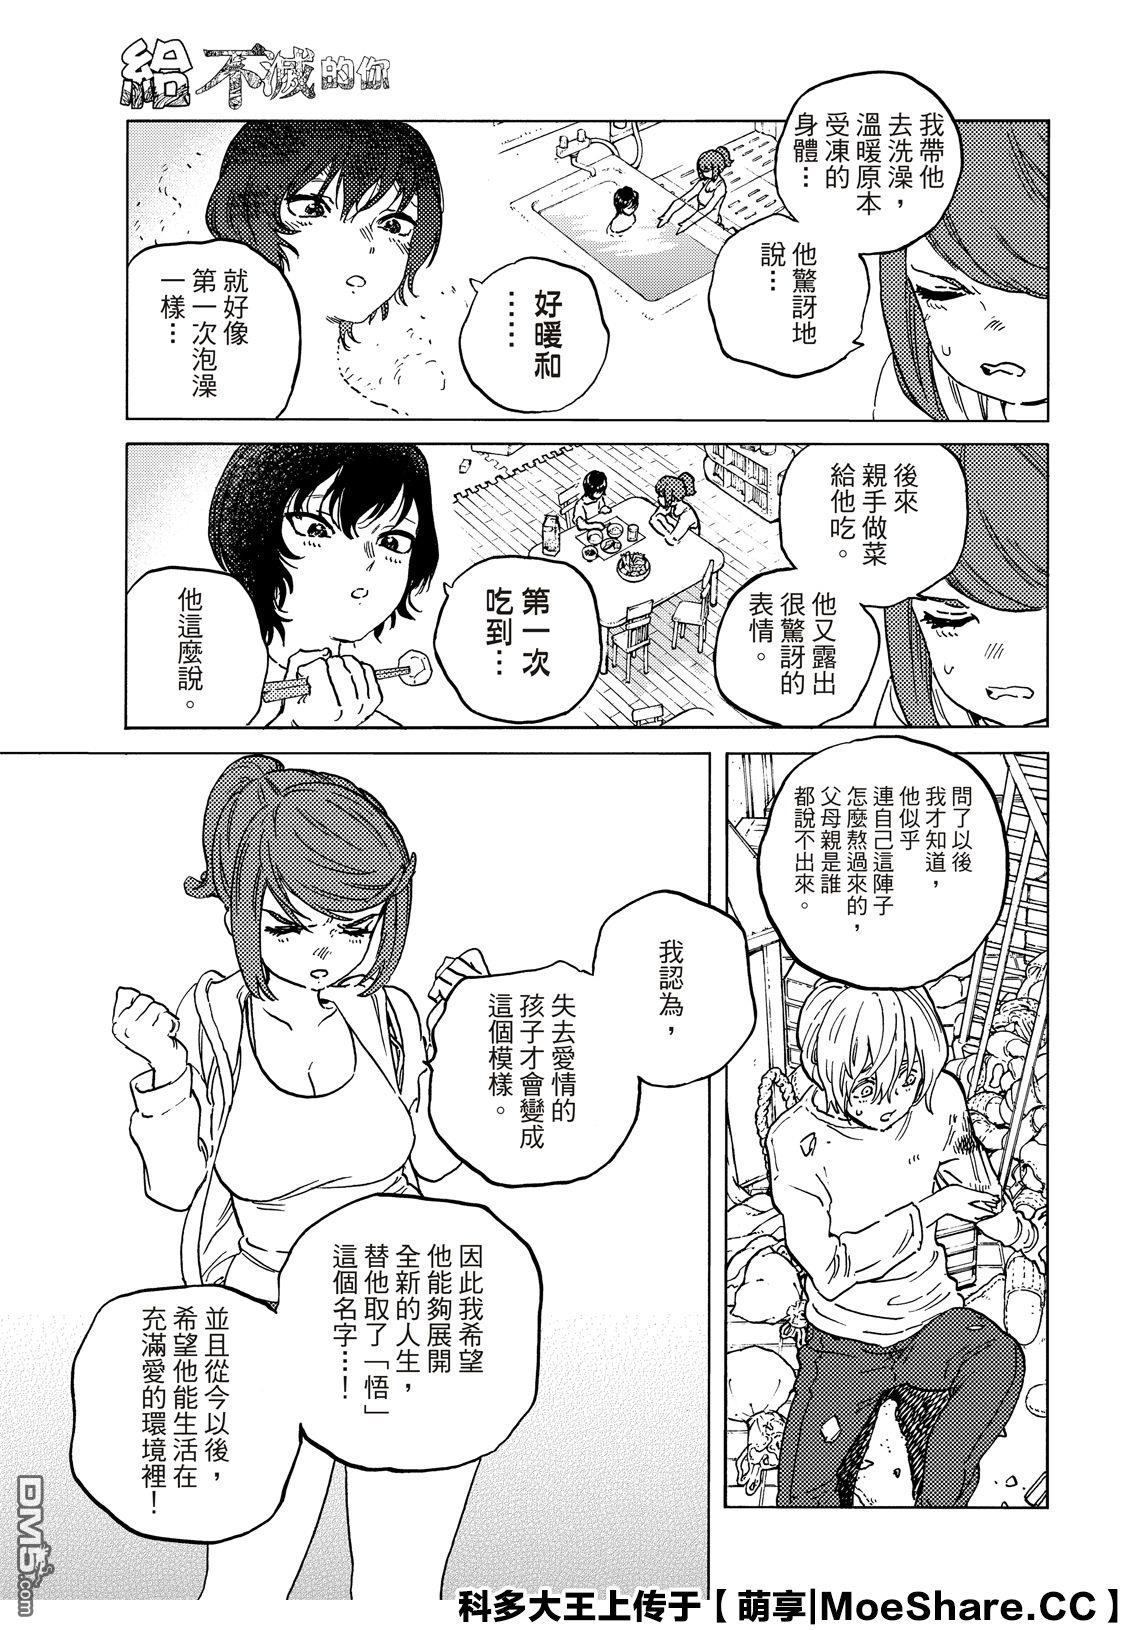 給不滅的你
我帶他
去洗澡，
溫暖原本
受凍的
身體…
他驚訝地
說…
好暖和
……
就好像
第一次泡澡
一樣…
後來
親手做菜
給他吃。
他又露出
很驚訝的
表情。
第一次
吃到…
他這麼說。
問了以後
我才知道，
他似乎
連自己這陣子
怎麼熬過來的，
父母親是誰
都說不出來。
我認為，
失去愛情的
孩子才會變成
這個模樣。
因此我希望
他能夠展開
全新的人生，
替他取了「悟」
這個名字…！
並且從今以後，
希望他能生活在
充滿愛的環境裡！
DM5.com
科多大王上传于【萌享|MoeShare.CC】